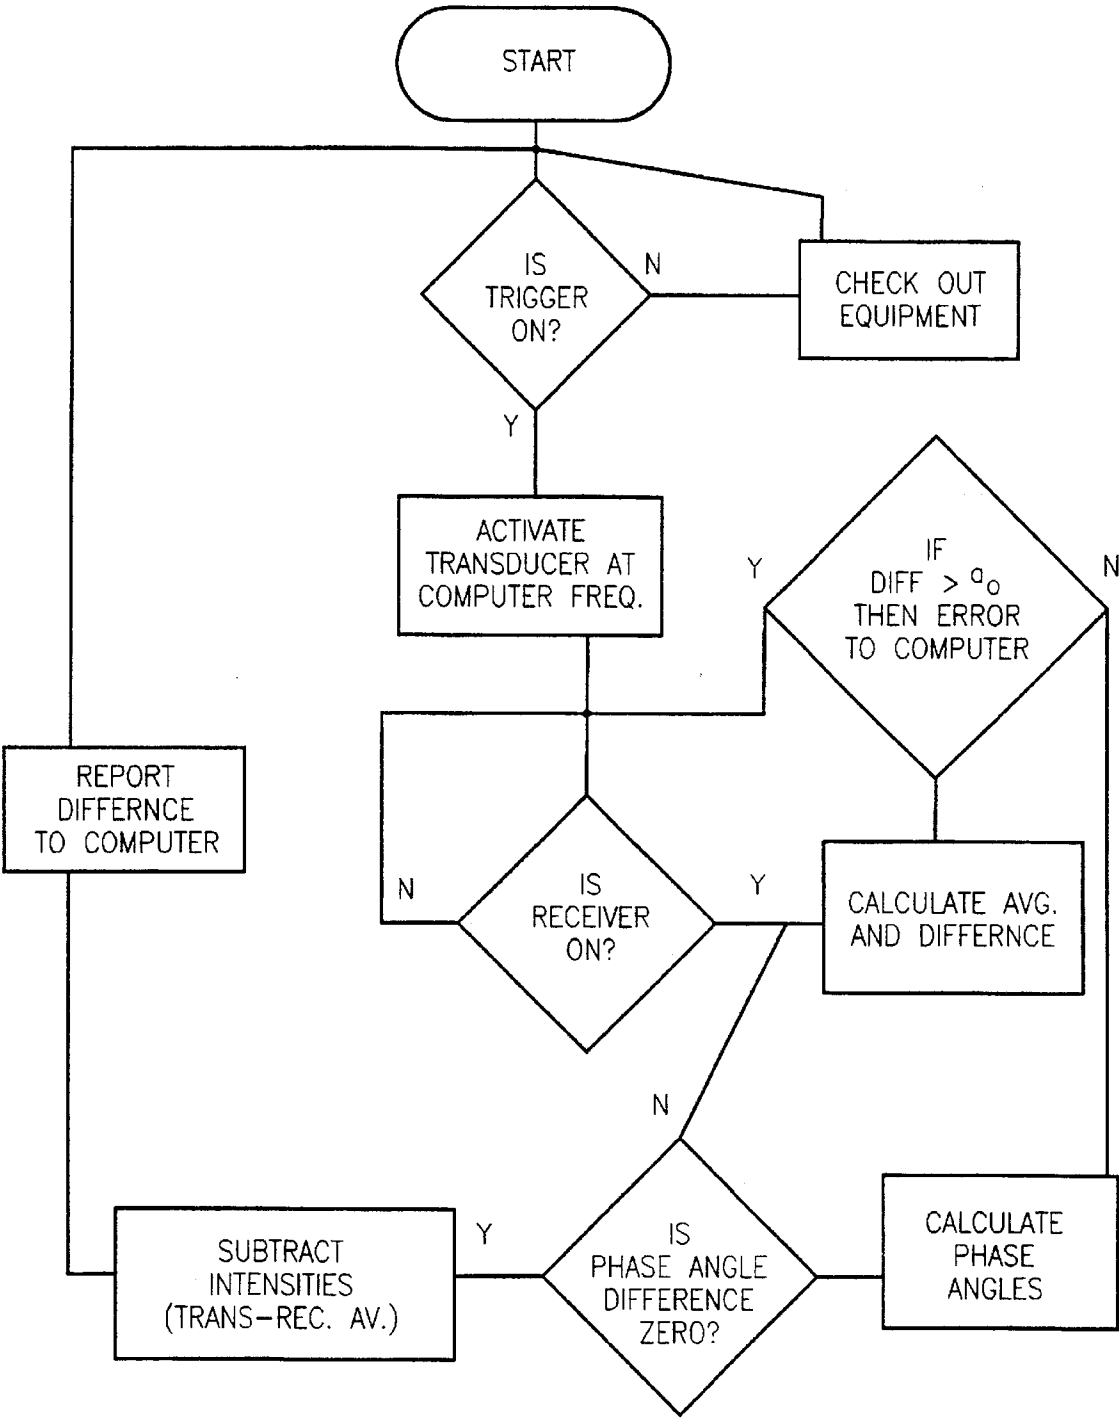 START
IS
TRIGGER
ON?
N
CHECK OUT
EQUIPMENT
Y
ACTIVATE
TRANSDUCER AT
COMPUTER FREQ.
Y
IF
DIFF > a₀
THEN ERROR
TO COMPUTER
N
REPORT
DIFFERNCE
TO COMPUTER
N
IS
RECEIVER
ON?
Y
CALCULATE AVG.
AND DIFFERNCE
N
SUBTRACT
INTENSITIES
(TRANS-REC. AV.)
Y
IS
PHASE ANGLE
DIFFERENCE
ZERO?
CALCULATE
PHASE
ANGLES